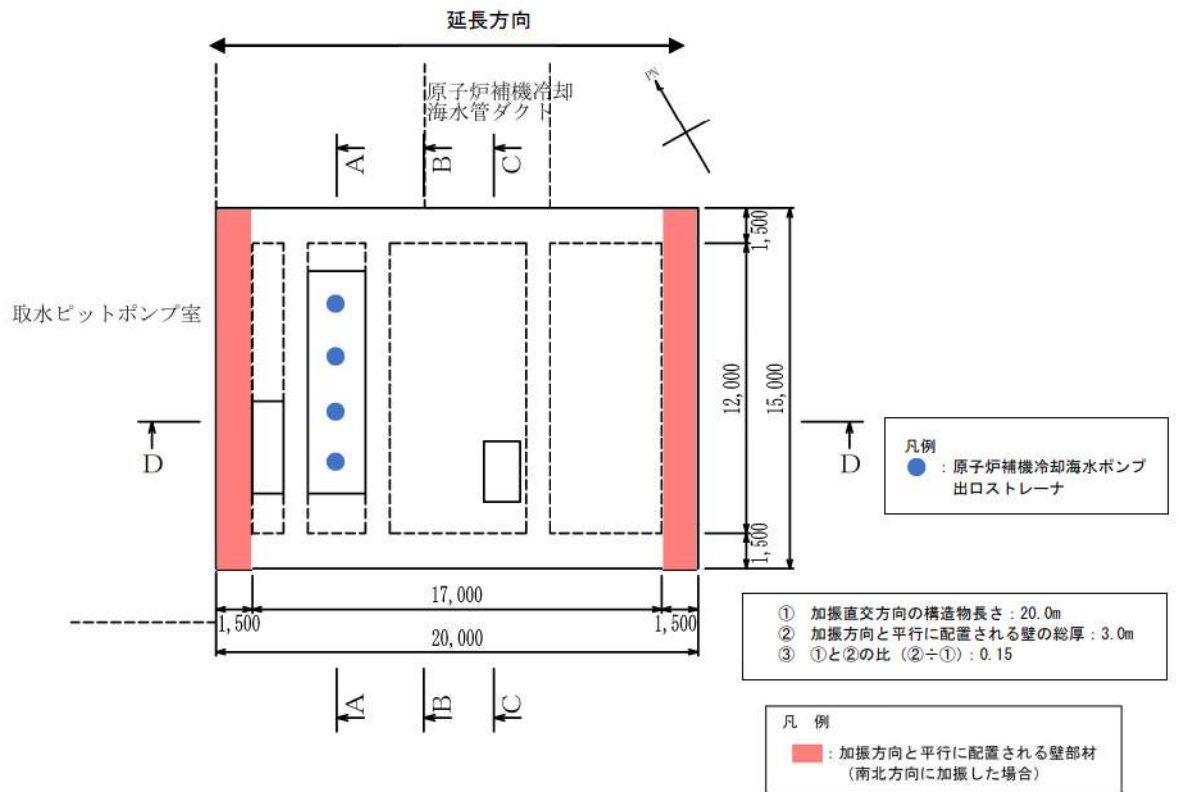 延長方向
原子炉補機冷却
海水管ダクト
PN
A
B
C
取水ピットポンプ室
1,500
12,000
15,000
1,500
D
D
凡例
：原子炉補機冷却海水ポンプ
出口ストレーナ
17,000
1,500
1,500
20,000
① 加振直交方向の構造物長さ：20.0m
② 加振方向と平行に配置される壁の総厚：3.0m
③ ①と②の比（②÷①）：0.15
A
B
C
凡 例
：加振方向と平行に配置される壁部材
（南北方向に加振した場合）